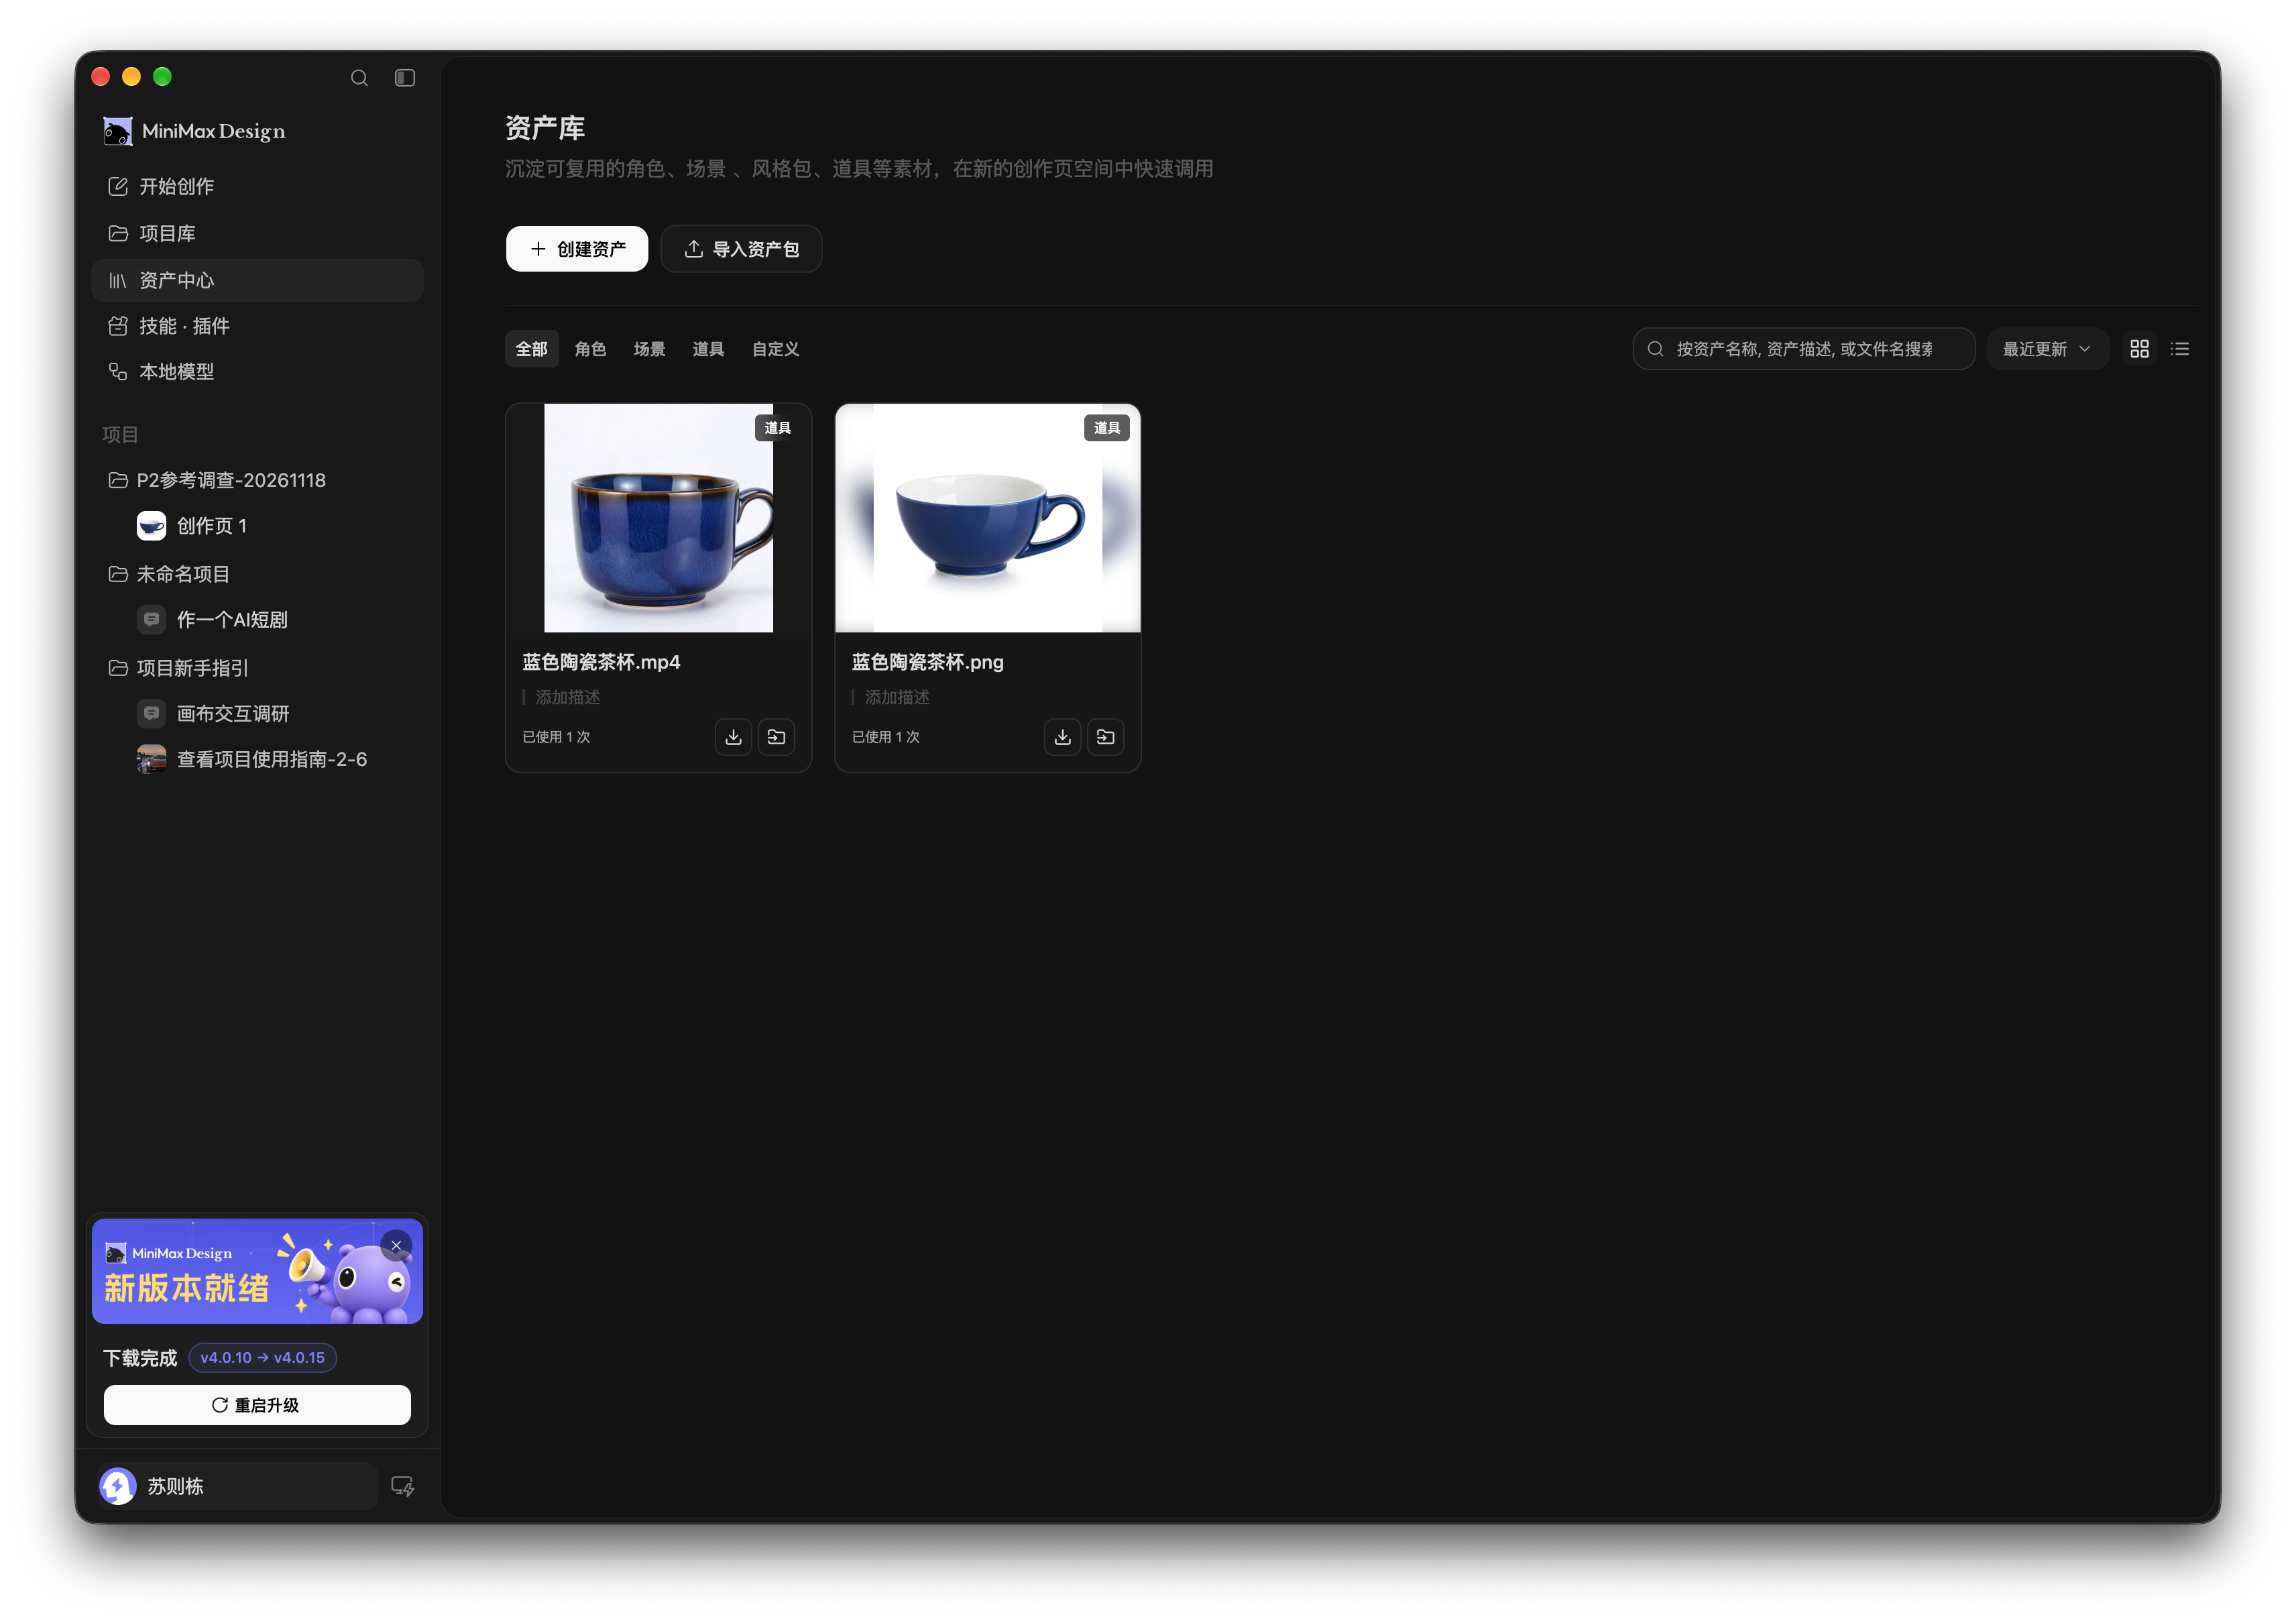 MiniMax Design
开始创作
项目库
资产中心
技能 · 插件
本地模型
项目
P2参考调查-20261118
创作页 1
未命名项目
作一个AI短剧
项目新手指引
画布交互调研
查看项目使用指南-2-6
MiniMax Design
新版本就绪
下载完成 v4.0.10 → v4.0.15
重启升级
苏则栋
资产库
沉淀可复用的角色、场景 、风格包、道具等素材，在新的创作页空间中快速调用
创建资产 导入资产包
全部 角色 场景 道具 自定义 按资产名称, 资产描述, 或文件名搜索 最近更新
道具 道具
蓝色陶瓷茶杯.mp4 蓝色陶瓷茶杯.png
添加描述 添加描述
已使用 1 次 已使用 1 次